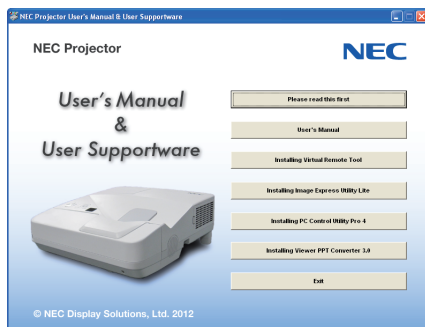 NEC Projector User's Manual & User Supportware
NEC Projector
NEC
User's Manual
&
User Supportware
Please read this first
User's Manual
Installing Virtual Remote Tool
Installing Image Express Utility Lite
Installing PC Control Utility Pro 4
Installing Viewer PPT Converter 3.0
Exit
© NEC Display Solutions, Ltd. 2012